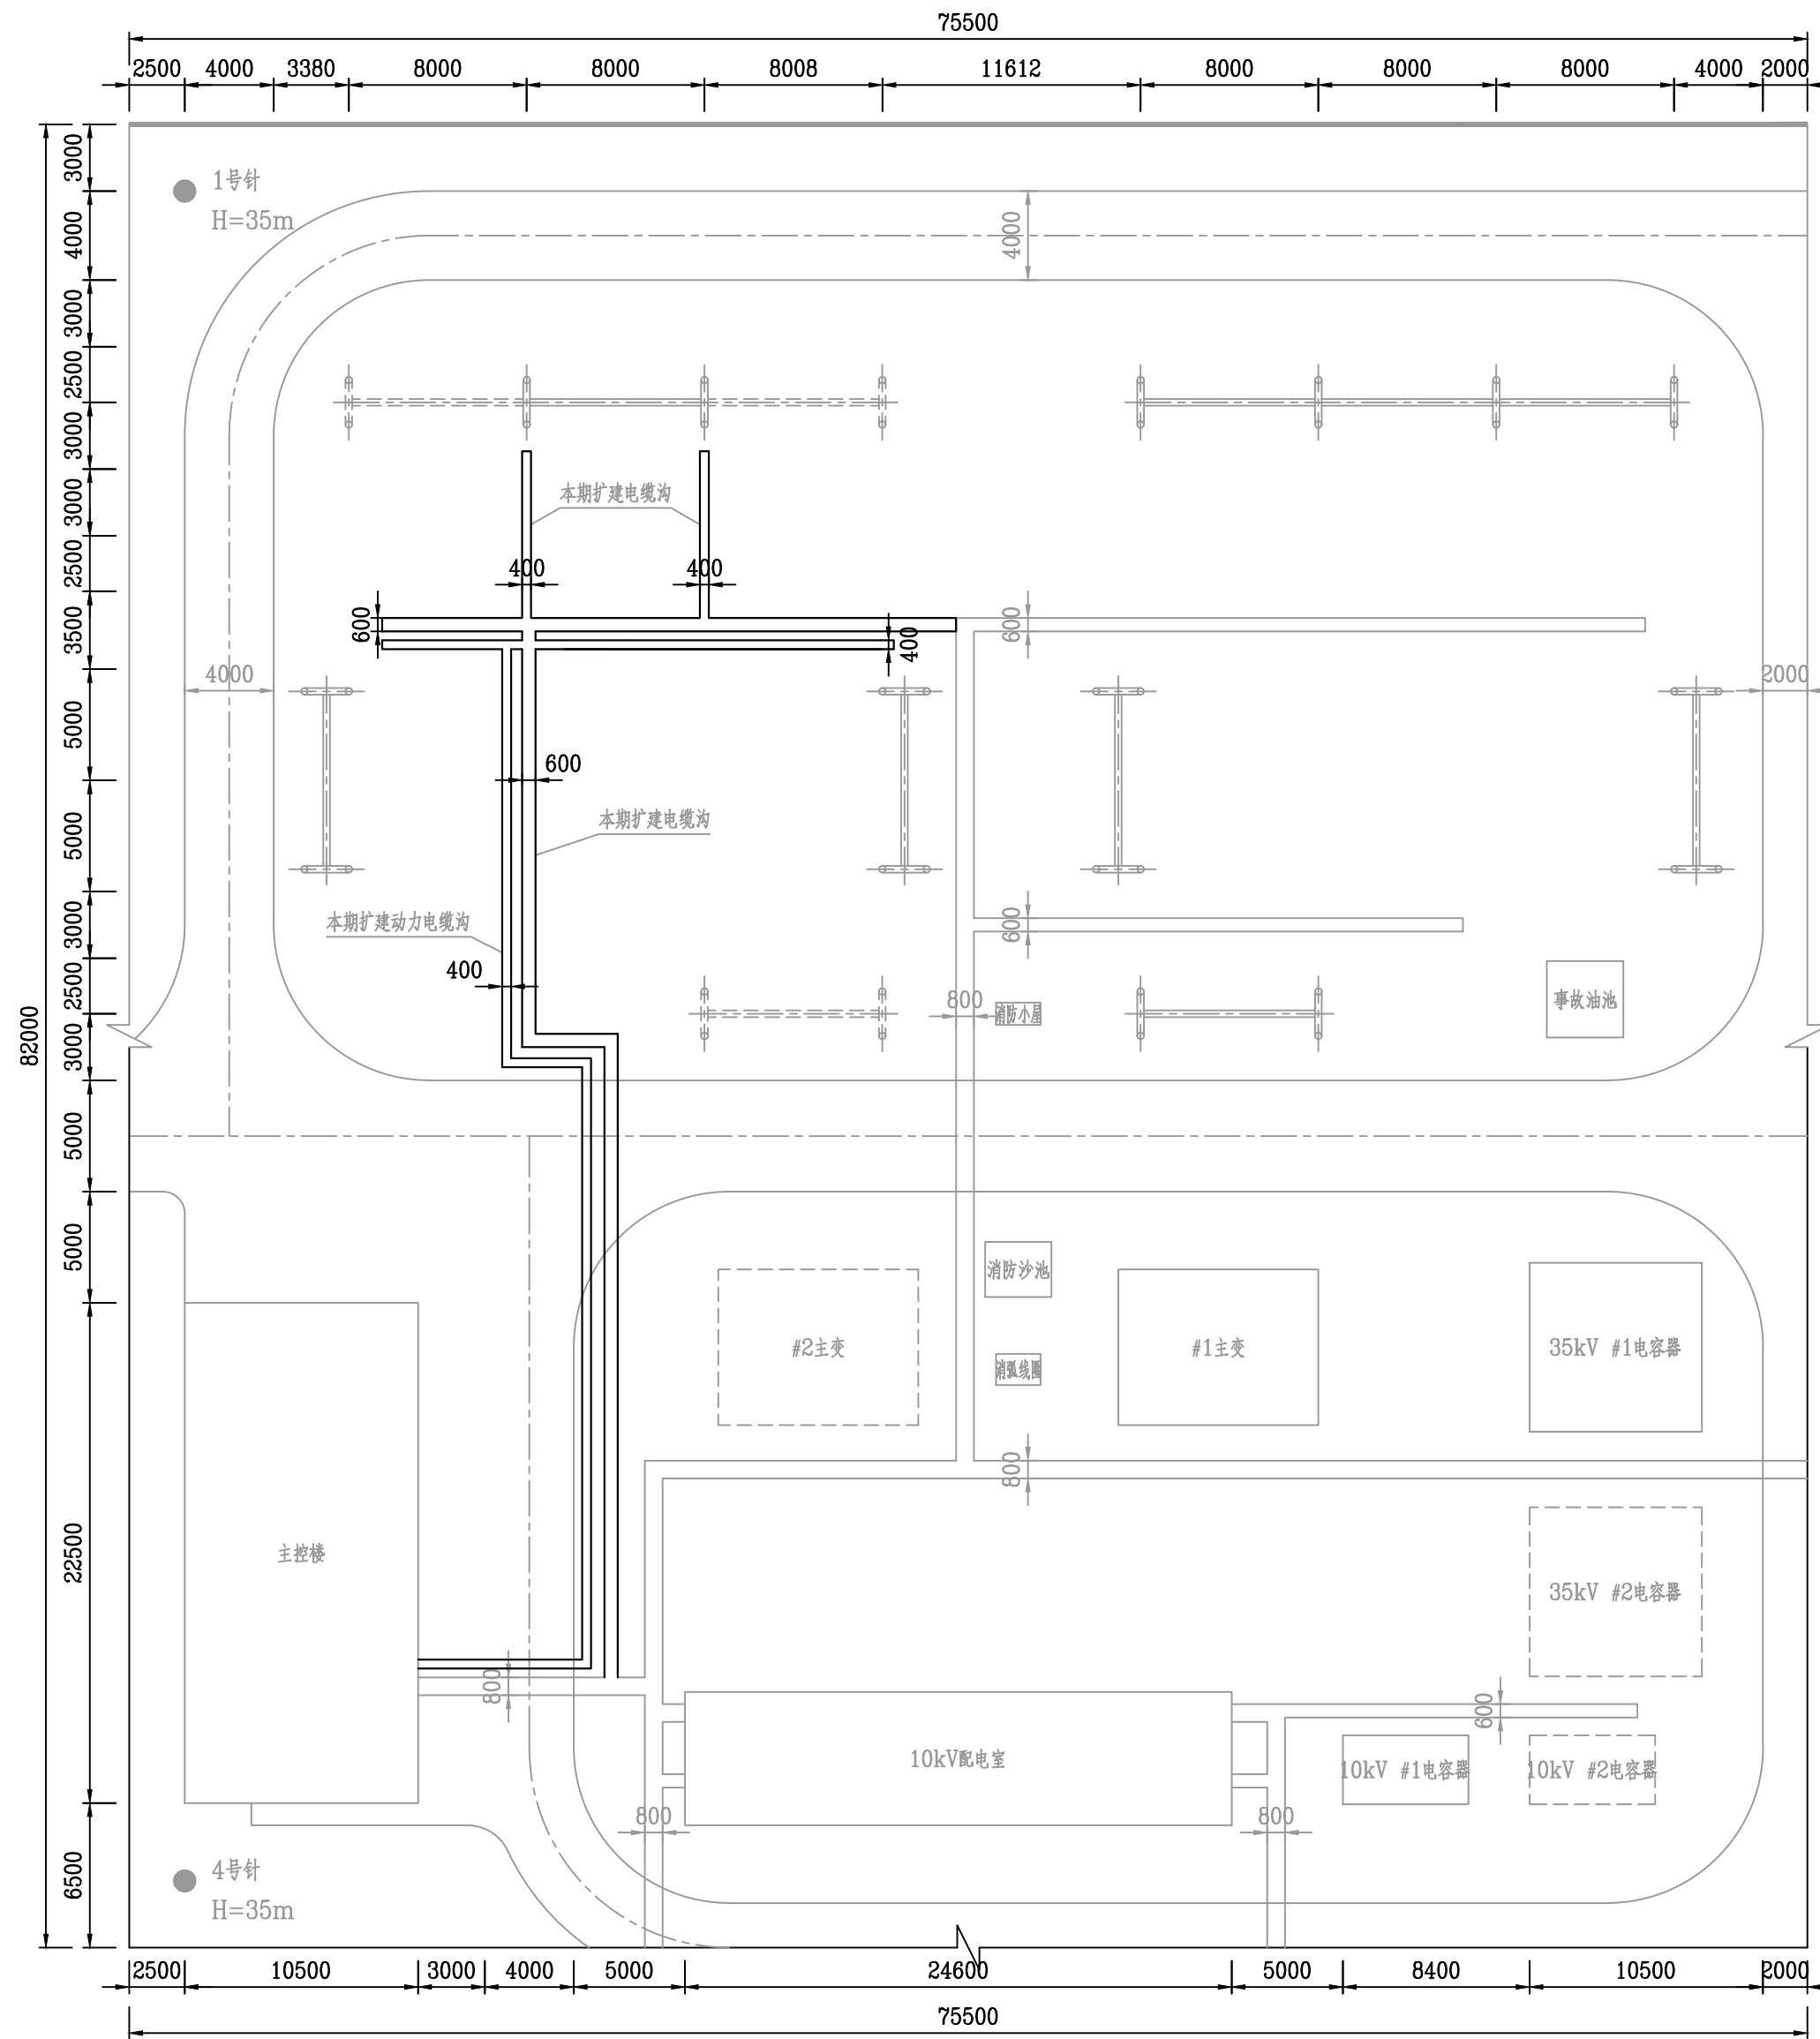 75500
2500 4000 3380 8000 8000 8008 11612 8000 8000 8000 4000 2000
3000
1号针
H=35m
4000
4000
3000
2500
3000
3000
本期扩建电缆沟
2500
400 400
3500
600
600
400
4000
2000
5000
600
5000
本期扩建电缆沟
3000
本期扩建动力电缆沟
600
2500
400
800
消防小屋
事故油池
82000
3000
5000
5000
消防沙池
#2主变
#1主变
35kV #1电容器
消弧线圈
800
22500
主控楼
35kV #2电容器
800
600
10kV配电室
10kV #1电容器
10kV #2电容器
800
800
6500
4号针
H=35m
2500 10500 3000 4000 5000 24600 5000 8400 10500 2000
75500